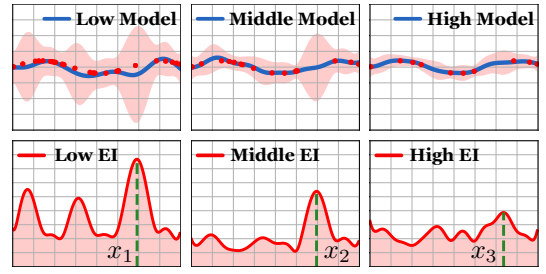 Low Model
Middle Model
High Model
Low EI
Middle EI
High EI
x₁
x₂
x₃